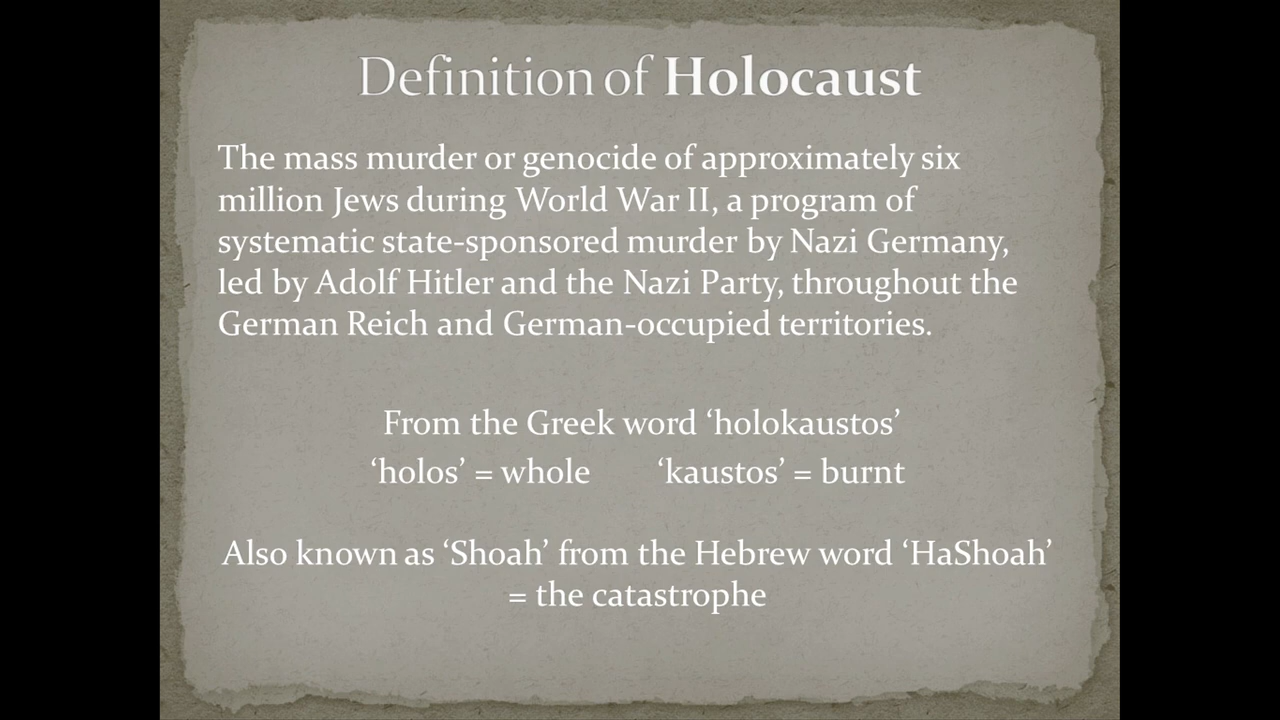 Definition of Holocaust
The mass murder or genocide of approximately six
million Jews during World War II, a program of
systematic state-sponsored murder by Nazi Germany,
led by Adolf Hitler and the Nazi Party, throughout the
German Reich and German-occupied territories.
From the Greek word ‘holokaustos’
‘holos’ = whole ‘kaustos’ = burnt
Also known as ‘Shoah’ from the Hebrew word ‘HaShoah’
= the catastrophe